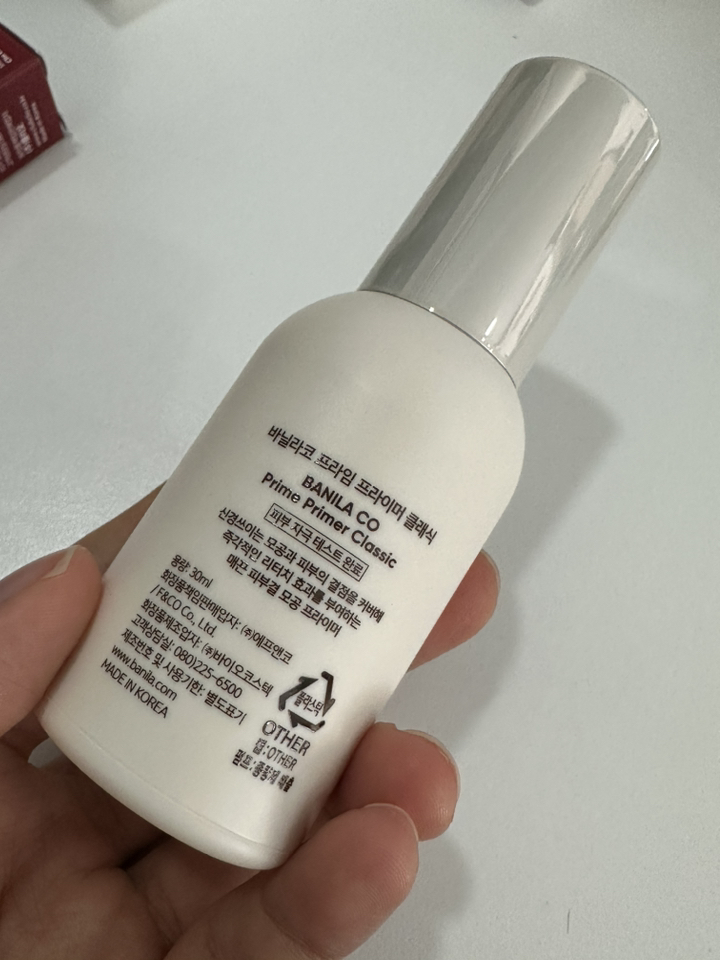 바닐라코 프라임 프라이머 클래식
BANILA CO
Prime Primer Classic
피부 자극 테스트 완료
신경쓰이는 모공과 피부의 결점을 커버해
즉각적인 리터치 효과를 부여하는
매끈 피부결 모공 프라이머
용량: 30ml
화장품책임판매업자: ㈜에프앤코
/ F&CO Co., Ltd.
화장품제조업자: ㈜바이오코스텍
고객상담실: 080)225-6500
제조번호 및 사용기한: 별도표기
www.banila.com
MADE IN KOREA
플라스틱
OTHER
캡:OTHER
펌프:종량제 배출